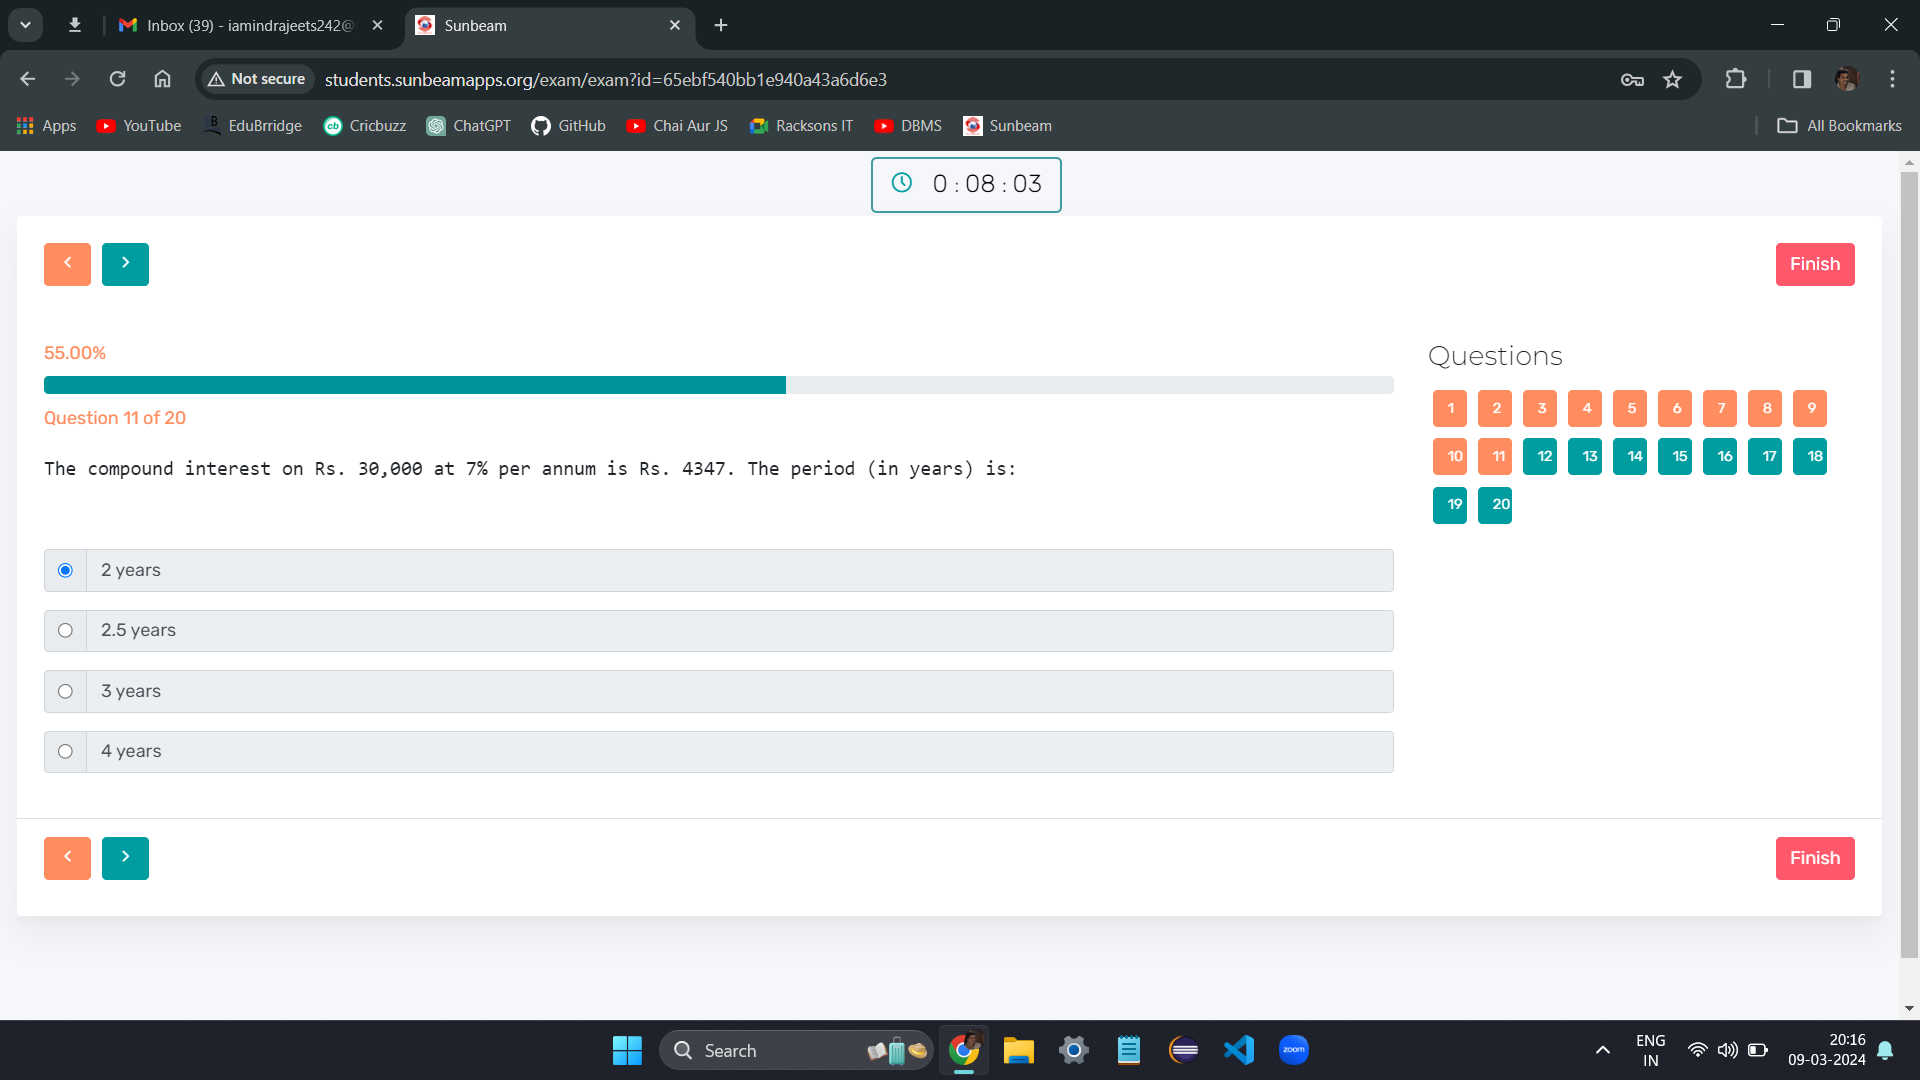 Inbox (39) - iamindrajeets242@
Sunbeam
Not secure
students.sunbeamapps.org/exam/exam?id=65ebf540bb1e940a43a6d6e3
Apps
YouTube
EduBrridge
Cricbuzz
ChatGPT
GitHub
Chai Aur JS
Racksons IT
DBMS
Sunbeam
All Bookmarks
0 : 08 : 03
Finish
55.00%
Question 11 of 20
The compound interest on Rs. 30,000 at 7% per annum is Rs. 4347. The period (in years) is:
2 years
2.5 years
3 years
4 years
Questions
1 2 3 4 5 6 7 8 9
10 11 12 13 14 15 16 17 18
19 20
Finish
Search
zoom
ENG
IN
20:16
09-03-2024